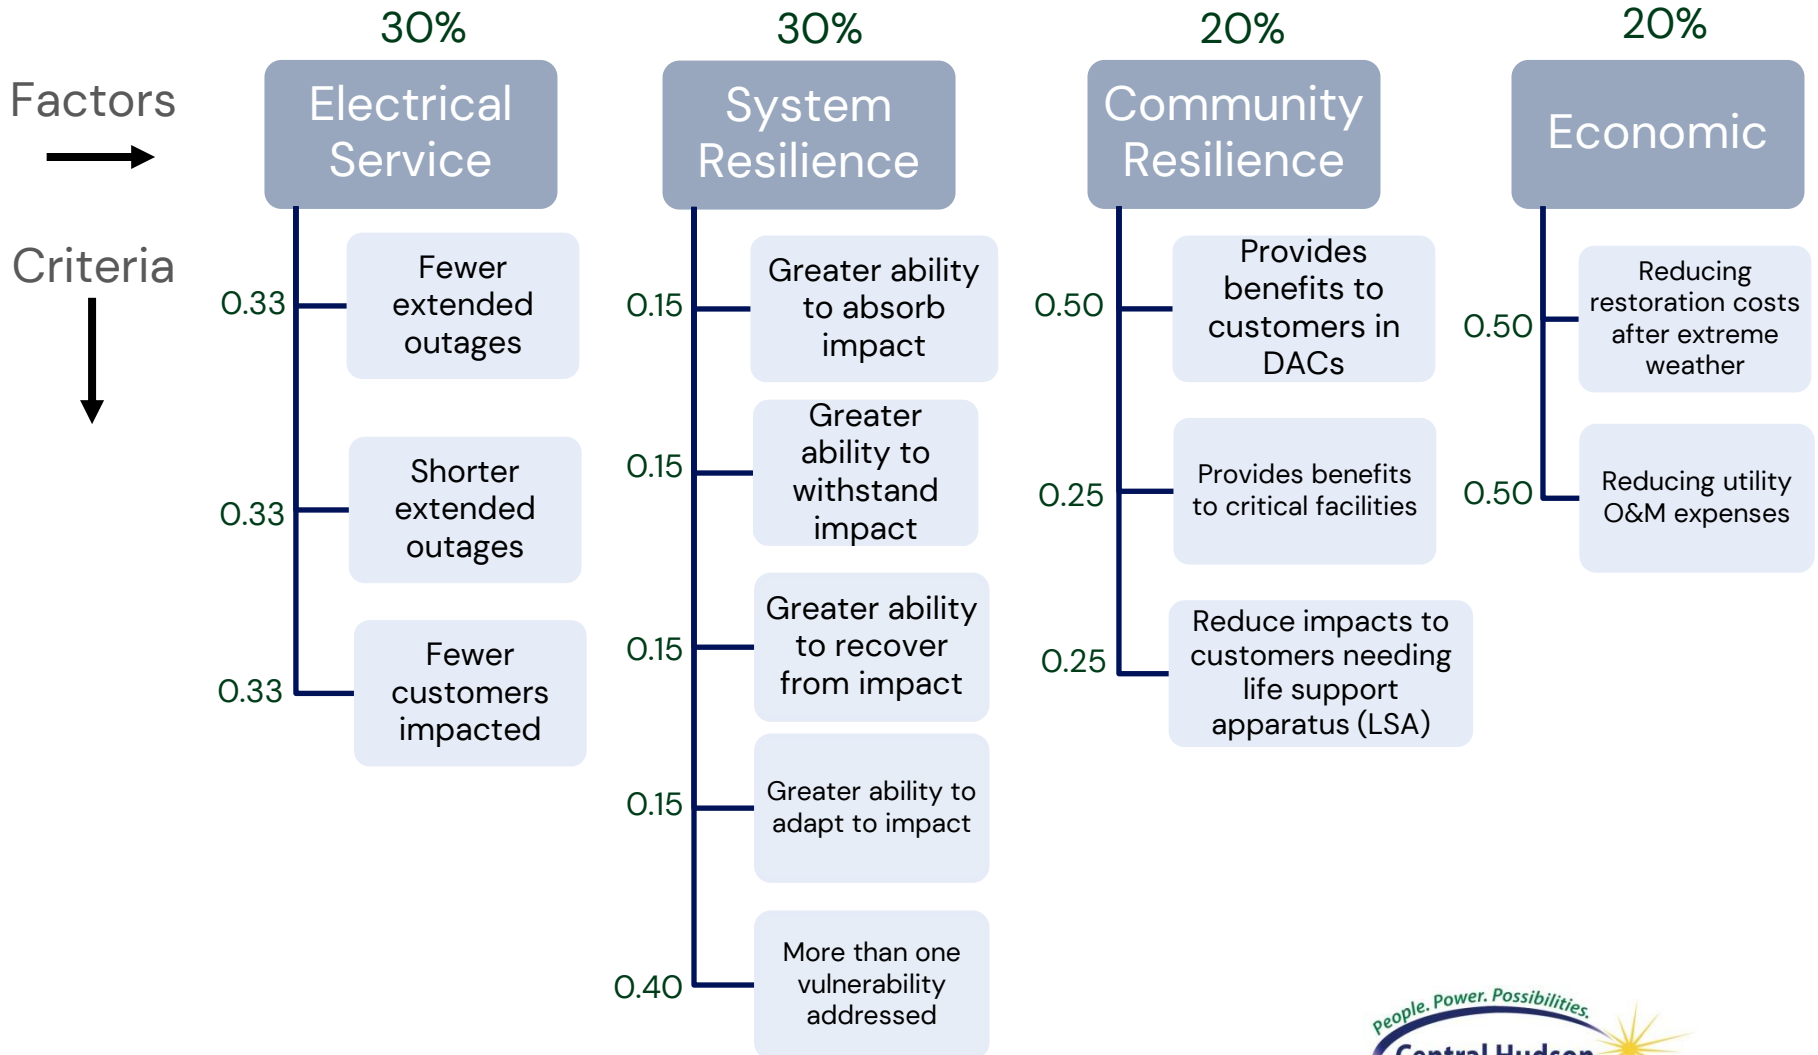 30%
30%
20%
20%
Factors
Electrical
Service
System
Resilience
Community
Resilience
Economic
Criteria
0.33
Fewer
extended
outages
0.33
Shorter
extended
outages
0.33
Fewer
customers
impacted
0.15
Greater ability
to absorb
impact
0.15
Greater
ability to
withstand
impact
0.15
Greater ability
to recover
from impact
0.15
Greater ability to
adapt to impact
0.40
More than one
vulnerability
addressed
0.50
Provides
benefits to
customers in
DACs
0.25
Provides benefits
to critical facilities
0.25
Reduce impacts to
customers needing
life support
apparatus (LSA)
0.50
Reducing
restoration costs
after extreme
weather
0.50
Reducing utility
O&M expenses
People. Power. Possibilities.
Central Hudson